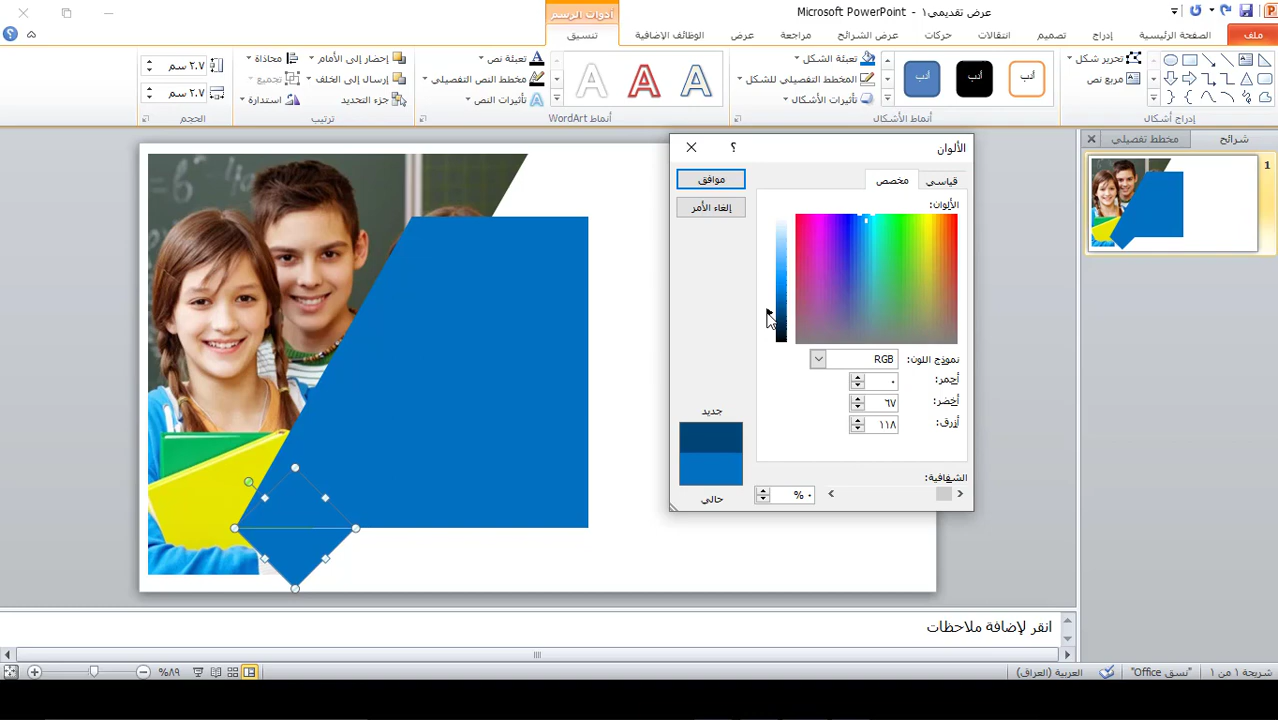 عرض تقديمي١ - Microsoft PowerPoint
أدوات الرسم
ملف
الصفحة الرئيسية
إدراج
تصميم
انتقالات
حركات
عرض الشرائح
مراجعة
عرض
الوظائف الإضافية
تنسيق
تحرير شكل
مربع نص
إدراج أشكال
أبب أبب أبب
تعبئة الشكل
المخطط التفصيلي للشكل
تأثيرات الأشكال
أنماط الأشكال
A A A
تعبئة نص
مخطط النص التفصيلي
تأثيرات النص
أنماط WordArt
إحضار إلى الأمام
إرسال إلى الخلف
جزء التحديد
محاذاة
تجميع
استدارة
ترتيب
٢.٧ سم
٢.٧ سم
الحجم
شرائح
مخطط تفصيلي
1
الألوان
؟
قياسي
مخصص
موافق
إلغاء الأمر
الألوان:
نموذج اللون: RGB
أحمر: ٠
أخضر: ٦٧
أزرق: ١١٨
جديد
حالي
الشفافية:
٠ %
انقر لإضافة ملاحظات
شريحة ١ من ١
"نسق Office"
العربية (العراق)
٨٩%